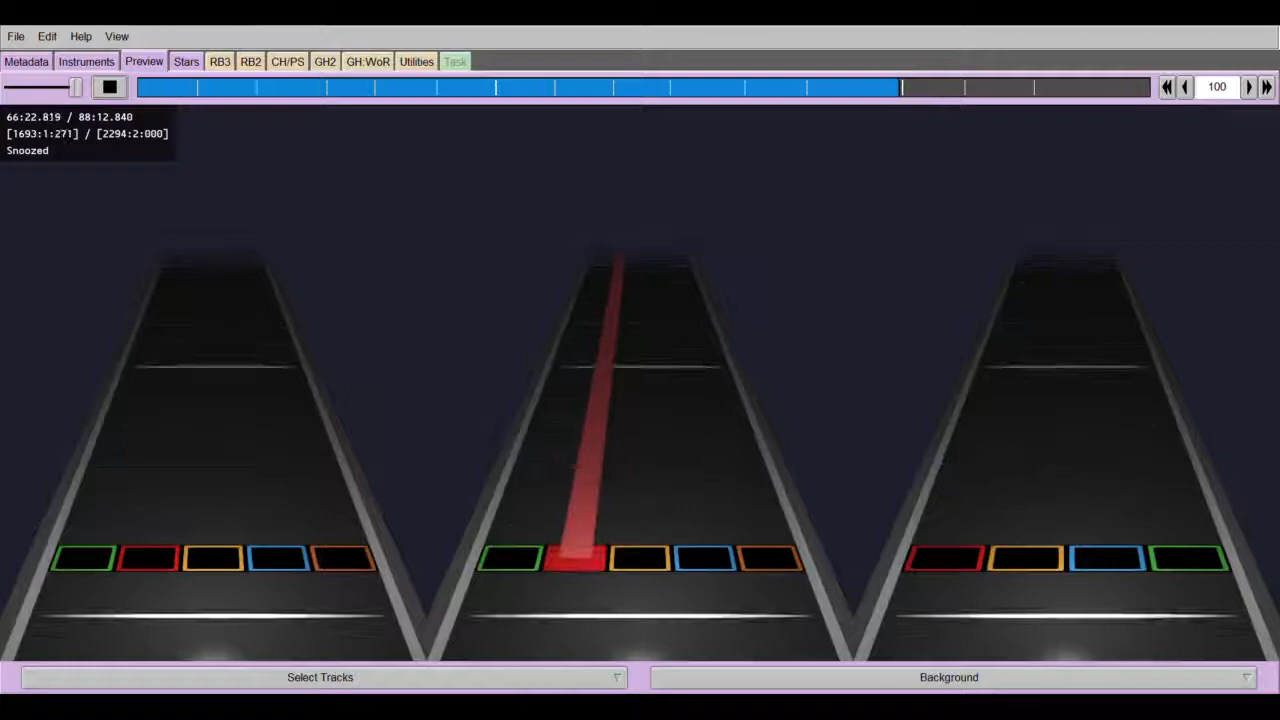 File Edit Help View
Metadata Instruments Preview Stars RB3 RB2 CH/PS GH2 GH:WoR Utilities Task
100
66:22.819 / 88:12.840
[1693:1:271] / [2294:2:000]
Snoozed
Select Tracks Background